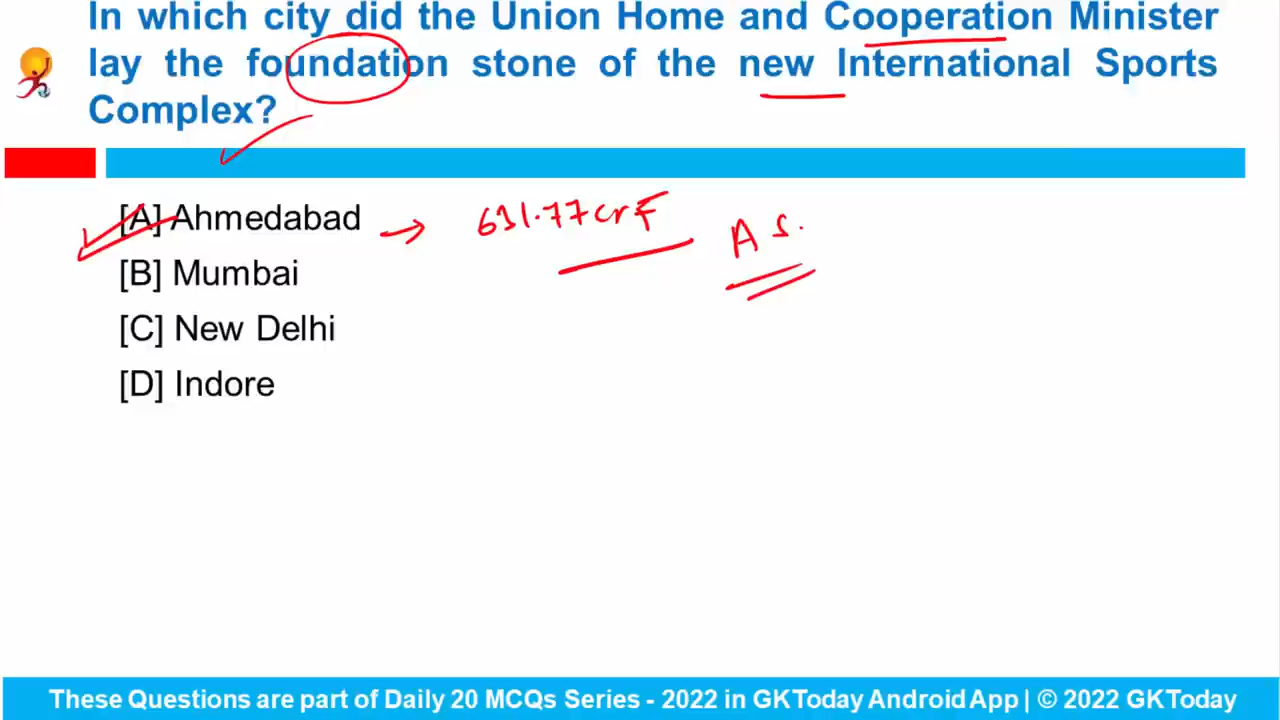 In which city did the Union Home and Cooperation Minister
lay the foundation stone of the new International Sports
Complex?
[A] Ahmedabad → 631.77 cr ₹ A S.
[B] Mumbai
[C] New Delhi
[D] Indore
These Questions are part of Daily 20 MCQs Series - 2022 in GKToday Android App | © 2022 GKToday